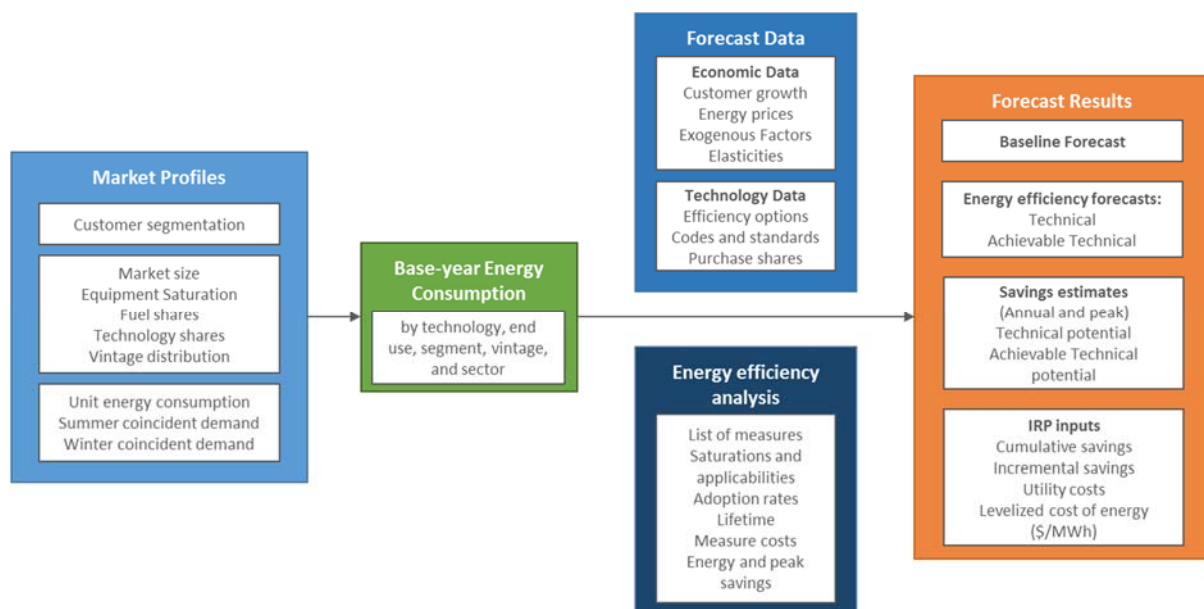 Market Profiles
Customer segmentation
Market size
Equipment Saturation
Fuel shares
Technology shares
Vintage distribution
Unit energy consumption
Summer coincident demand
Winter coincident demand
Base-year Energy
Consumption
by technology, end
use, segment, vintage,
and sector
Forecast Data
Economic Data
Customer growth
Energy prices
Exogenous Factors
Elasticities
Technology Data
Efficiency options
Codes and standards
Purchase shares
Energy efficiency
analysis
List of measures
Saturations and
applicabilities
Adoption rates
Lifetime
Measure costs
Energy and peak
savings
Forecast Results
Baseline Forecast
Energy efficiency forecasts:
Technical
Achievable Technical
Savings estimates
(Annual and peak)
Technical potential
Achievable Technical
potential
IRP inputs
Cumulative savings
Incremental savings
Utility costs
Levelized cost of energy
($/MWh)